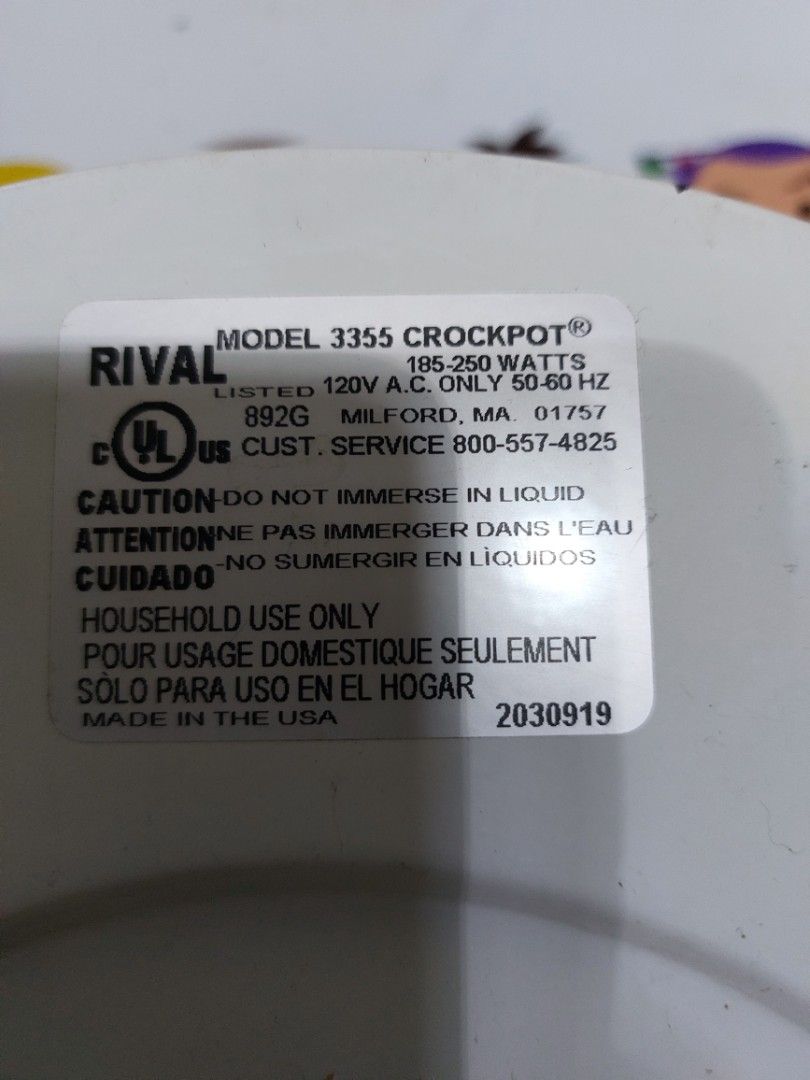 MODEL 3355 CROCKPOT®
RIVAL 185-250 WATTS
LISTED 120V A.C. ONLY 50-60 HZ
892G MILFORD, MA. 01757
C UL US CUST. SERVICE 800-557-4825
CAUTION-DO NOT IMMERSE IN LIQUID
ATTENTION-NE PAS IMMERGER DANS L'EAU
CUIDADO-NO SUMERGIR EN LÌQUIDOS
HOUSEHOLD USE ONLY
POUR USAGE DOMESTIQUE SEULEMENT
SÒLO PARA USO EN EL HOGAR
MADE IN THE USA 2030919